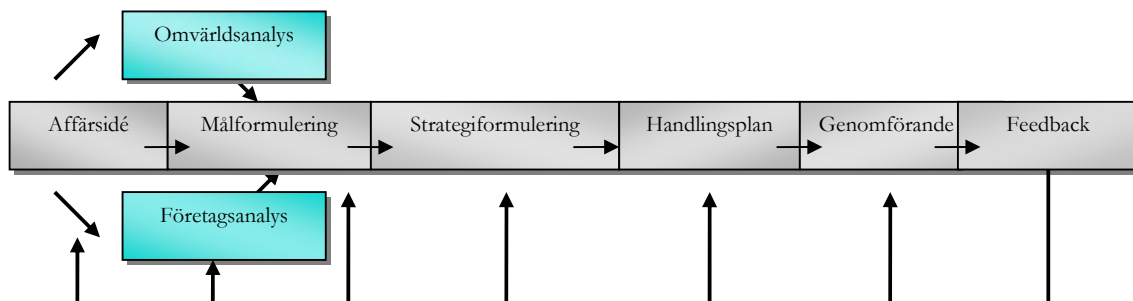 Omvärldsanalys
Affärsidé
Målformulering
Strategiformulering
Handlingsplan
Genomförande
Feedback
Företagsanalys